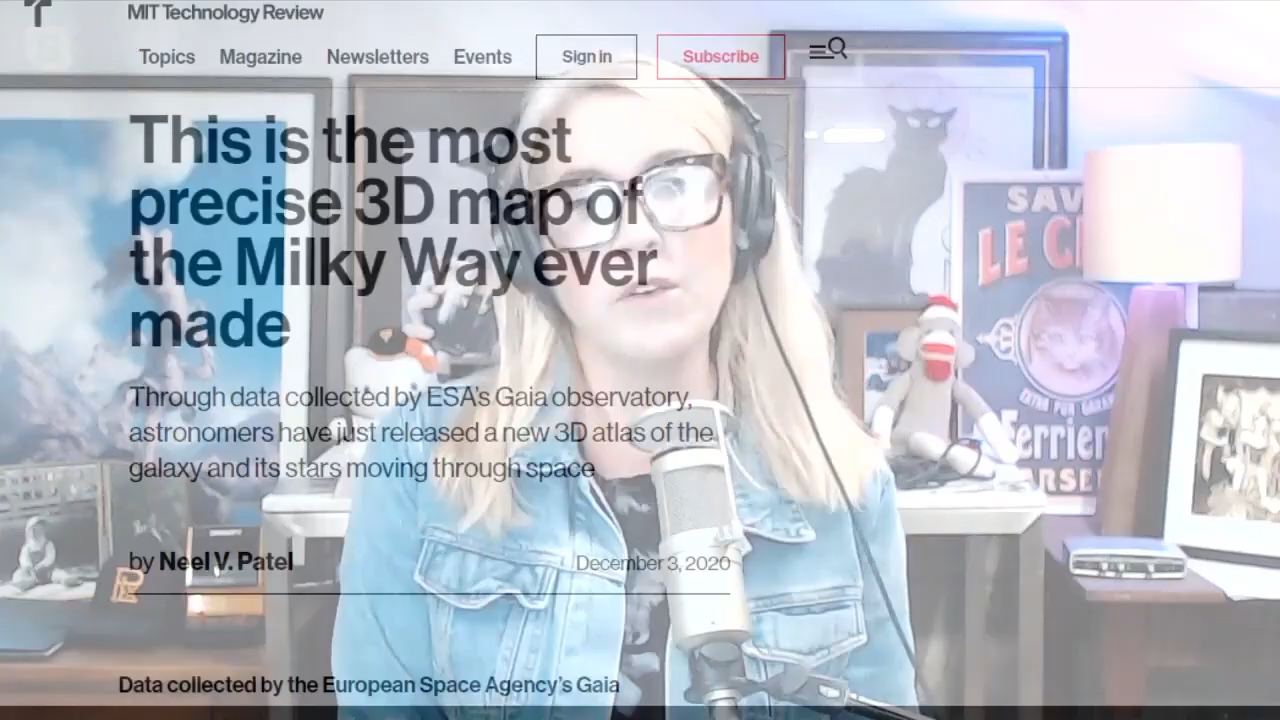 MIT Technology Review
Topics Magazine Newsletters Events Sign in Subscribe
This is the most
precise 3D map of
the Milky Way ever
made
Through data collected by ESA's Gaia observatory,
astronomers have just released a new 3D atlas of the
galaxy and its stars moving through space
by Neel V. Patel December 3, 2020
Data collected by the European Space Agency's Gaia
SAV
LE C
EXTRA PUR
Ferrier
ARSE